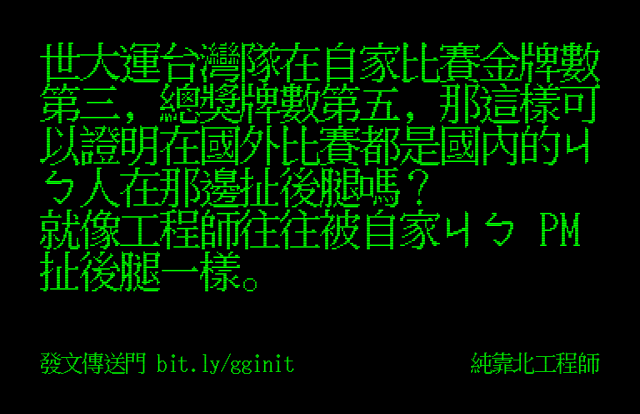 世大運台灣隊在自家比賽金牌數
第三，總獎牌數第五，那這樣可
以證明在國外比賽都是國內的ㄐ
ㄅ人在那邊扯後腿嗎？
就像工程師往往被自家ㄐㄅ PM
扯後腿一樣。
發文傳送門 bit.ly/gginit
純靠北工程師